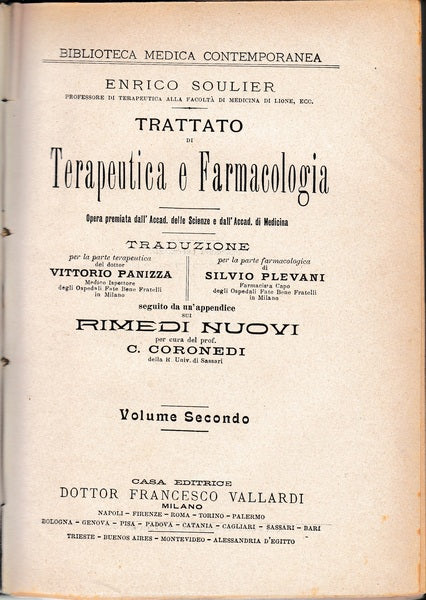 BIBLIOTECA MEDICA CONTEMPORANEA
ENRICO SOULIER
PROFESSORE DI TERAPEUTICA ALLA FACOLTÀ DI MEDICINA DI LIONE, ECC.
TRATTATO
DI
Terapeutica e Farmacologia
Opera premiata dall'Accad. delle Scienze e dall'Accad. di Medicina
TRADUZIONE
per la parte terapeutica
del dottor
VITTORIO PANIZZA
Medico Ispettore
degli Ospedali Fate Bene Fratelli
in Milano
per la parte farmacologica
di
SILVIO PLEVANI
Farmacista Capo
degli Ospedali Fate Bene Fratelli
in Milano
seguito da un'appendice
sui
RIMEDI NUOVI
per cura del prof.
C. CORONEDI
della R. Univ. di Sassari
Volume Secondo
CASA EDITRICE
DOTTOR FRANCESCO VALLARDI
MILANO
NAPOLI – FIRENZE – ROMA – TORINO – PALERMO
BOLOGNA – GENOVA – PISA – PADOVA – CATANIA – CAGLIARI – SASSARI – BARI
TRIESTE – BUENOS AIRES – MONTEVIDEO – ALESSANDRIA D'EGITTO